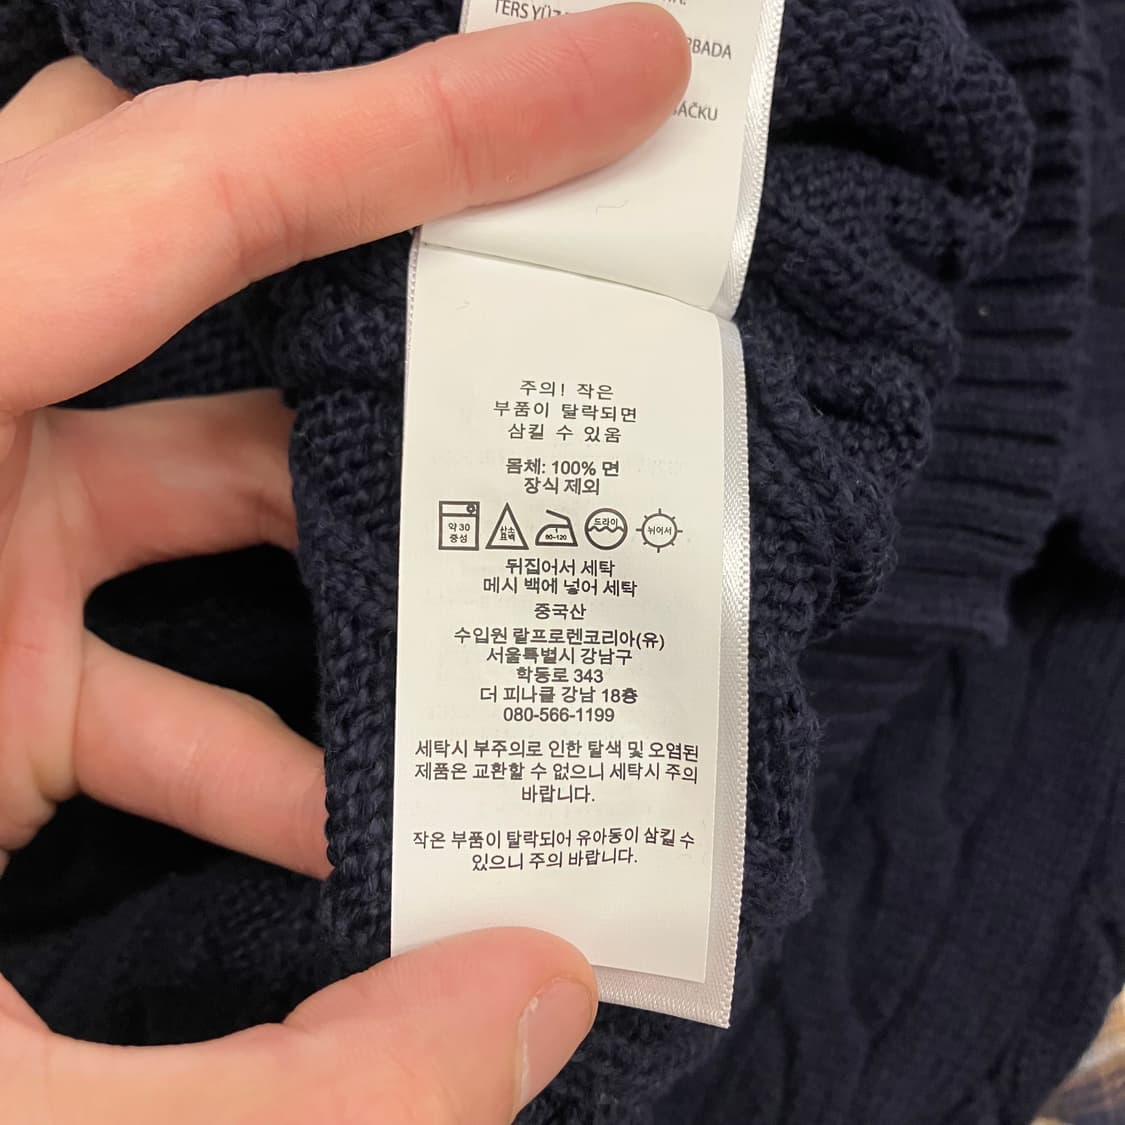 TERS
BADA
주의! 작은
부품이 탈락되면
삼킬 수 있음
몸체: 100% 면
장식 제외
약 30
중성
산소
표백
1
80-120
드라이
뉘어서
뒤집어서 세탁
메시 백에 넣어 세탁
중국산
수입원 랄프로렌코리아(유)
서울특별시 강남구
학동로 343
더 피나클 강남 18층
080-566-1199
세탁시 부주의로 인한 탈색 및 오염된
제품은 교환할 수 없으니 세탁시 주의
바랍니다.
작은 부품이 탈락되어 유아동이 삼킬 수
있으니 주의 바랍니다.